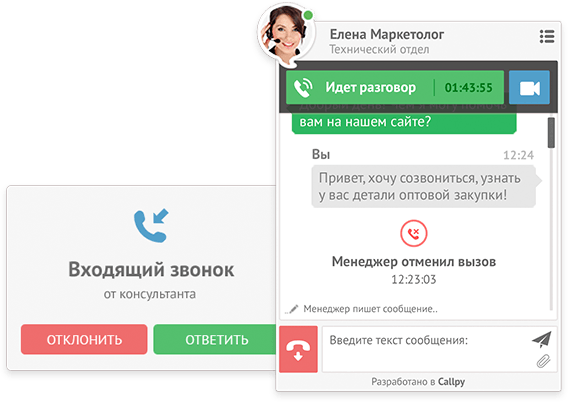 Елена Маркетолог
Технический отдел
Идет разговор 01:43:55
вам на нашем сайте?
Вы 12:24
Привет, хочу созвониться, узнать
у вас детали оптовой закупки!
Менеджер отменил вызов
12:23:03
Менеджер пишет сообщение..
Введите текст сообщения:
Разработано в Callpy
Входящий звонок
от консультанта
ОТКЛОНИТЬ
ОТВЕТИТЬ